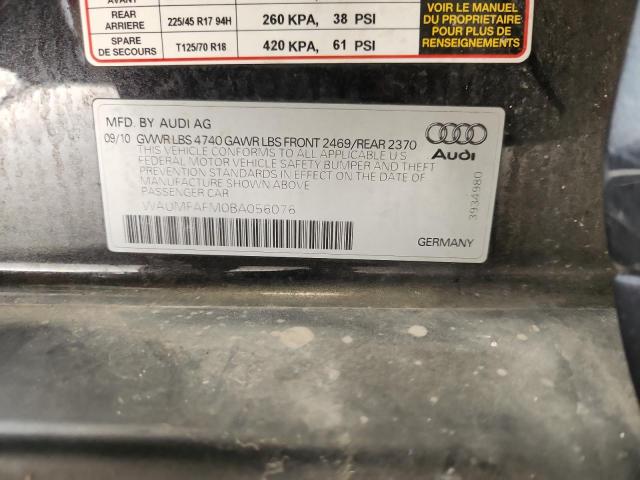 AVANT
VOIR LE MANUEL
DU PROPRIÉTAIRE
POUR PLUS DE
RENSEIGNEMENTS
REAR
ARRIERE
225/45 R17 94H
260 KPA, 38 PSI
SPARE
DE SECOURS
T125/70 R18
420 KPA, 61 PSI
MFD. BY AUDI AG
09/10 GVWR LBS 4740 GAWR LBS FRONT 2469/REAR 2370
THIS VEHICLE CONFORMS TO ALL APPLICABLE U.S
FEDERAL MOTOR VEHICLE SAFETY BUMPER AND THEFT
PREVENTION STANDARDS IN EFFECT ON THE DATE
OF MANUFACTURE SHOWN ABOVE
PASSENGER CAR
WAUMFAFM0BA056076
Audi
3934980
GERMANY